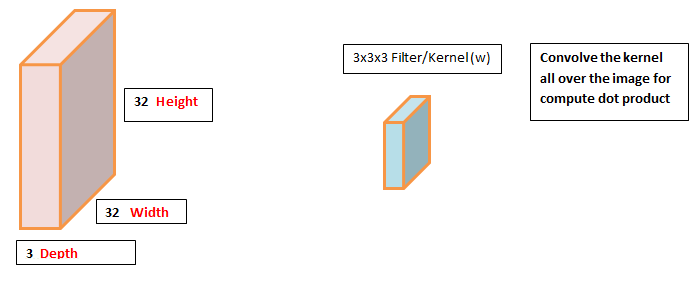 32 Height
32 Width
3 Depth
3x3x3 Filter/Kernel(w)
Convolve the kernel
all over the image for
compute dot product